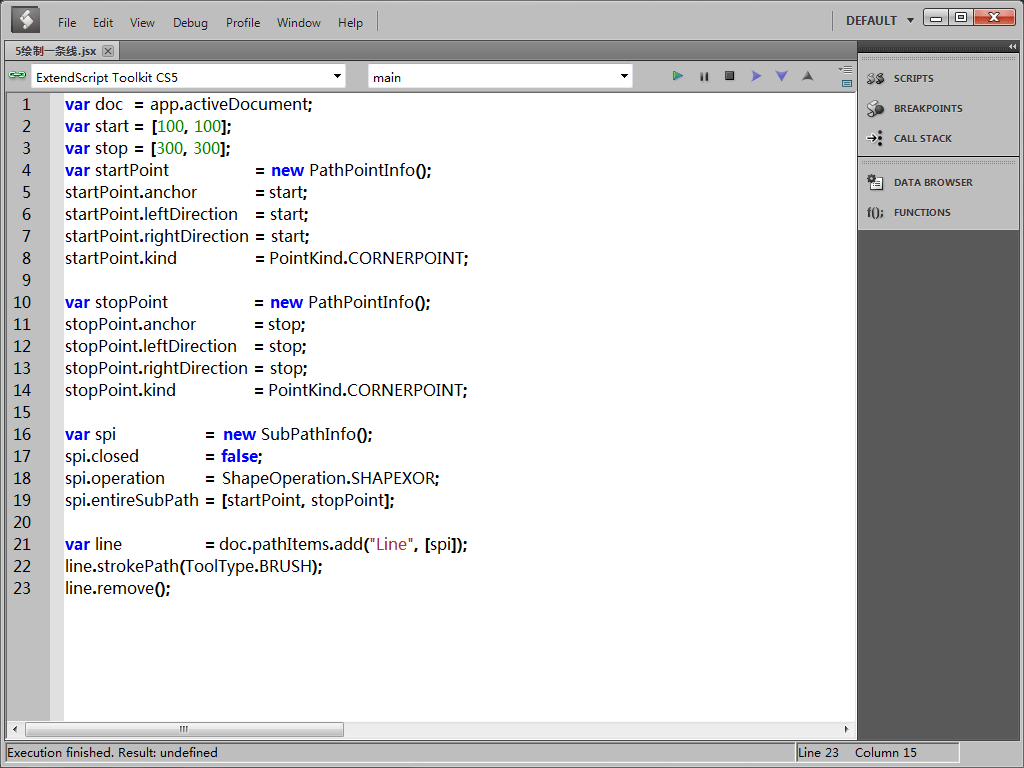 File Edit View Debug Profile Window Help DEFAULT
5绘制一条线.jsx
ExtendScript Toolkit CS5 main
1 var doc = app.activeDocument;
2 var start = [100, 100];
3 var stop = [300, 300];
4 var startPoint = new PathPointInfo();
5 startPoint.anchor = start;
6 startPoint.leftDirection = start;
7 startPoint.rightDirection = start;
8 startPoint.kind = PointKind.CORNERPOINT;
9
10 var stopPoint = new PathPointInfo();
11 stopPoint.anchor = stop;
12 stopPoint.leftDirection = stop;
13 stopPoint.rightDirection = stop;
14 stopPoint.kind = PointKind.CORNERPOINT;
15
16 var spi = new SubPathInfo();
17 spi.closed = false;
18 spi.operation = ShapeOperation.SHAPEXOR;
19 spi.entireSubPath = [startPoint, stopPoint];
20
21 var line = doc.pathItems.add("Line", [spi]);
22 line.strokePath(ToolType.BRUSH);
23 line.remove();
SCRIPTS
BREAKPOINTS
CALL STACK
DATA BROWSER
f(); FUNCTIONS
Execution finished. Result: undefined Line 23 Column 15